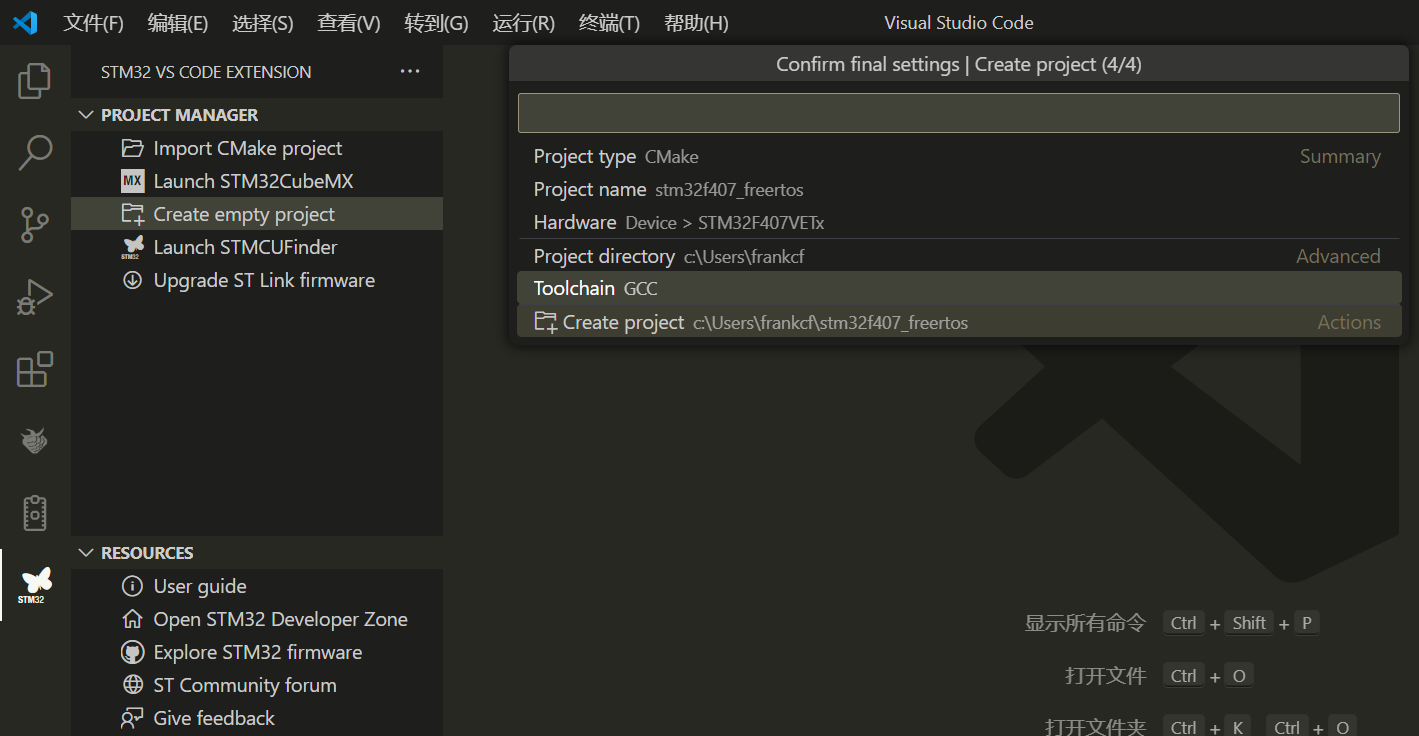 文件(F) 编辑(E) 选择(S) 查看(V) 转到(G) 运行(R) 终端(T) 帮助(H) Visual Studio Code
STM32 VS CODE EXTENSION
PROJECT MANAGER
Import CMake project
MX Launch STM32CubeMX
Create empty project
STM32 Launch STMCUFinder
Upgrade ST Link firmware
STM32
RESOURCES
User guide
Open STM32 Developer Zone
Explore STM32 firmware
ST Community forum
Give feedback
Confirm final settings | Create project (4/4)
Project type CMake Summary
Project name stm32f407_freertos
Hardware Device > STM32F407VETx
Project directory c:\Users\frankcf Advanced
Toolchain GCC
Create project c:\Users\frankcf\stm32f407_freertos Actions
显示所有命令 Ctrl + Shift + P
打开文件 Ctrl + O
打开文件夹 Ctrl + K Ctrl + O